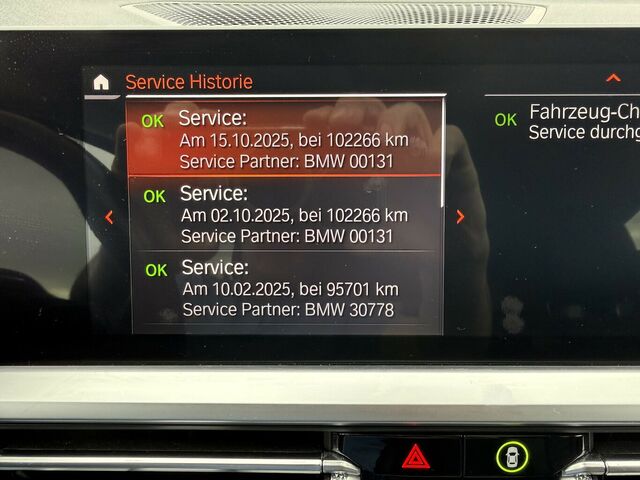 Service Historie
OK Service:
Am 15.10.2025, bei 102266 km
Service Partner: BMW 00131
OK Service:
Am 02.10.2025, bei 102266 km
Service Partner: BMW 00131
OK Service:
Am 10.02.2025, bei 95701 km
Service Partner: BMW 30778
OK Fahrzeug-Ch
Service durchg